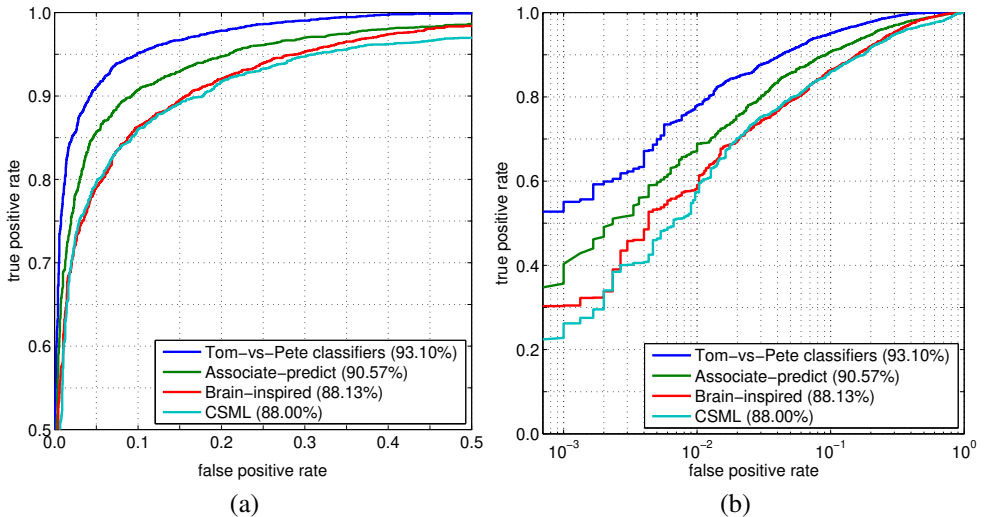 1.0
0.9
0.8
0.7
0.6
0.5
true positive rate
0.0 0.1 0.2 0.3 0.4 0.5
false positive rate
Tom-vs-Pete classifiers (93.10%)
Associate-predict (90.57%)
Brain-inspired (88.13%)
CSML (88.00%)
(a)
1.0
0.8
0.6
0.4
0.2
0.0
true positive rate
10⁻³ 10⁻² 10⁻¹ 10⁰
false positive rate
Tom-vs-Pete classifiers (93.10%)
Associate-predict (90.57%)
Brain-inspired (88.13%)
CSML (88.00%)
(b)